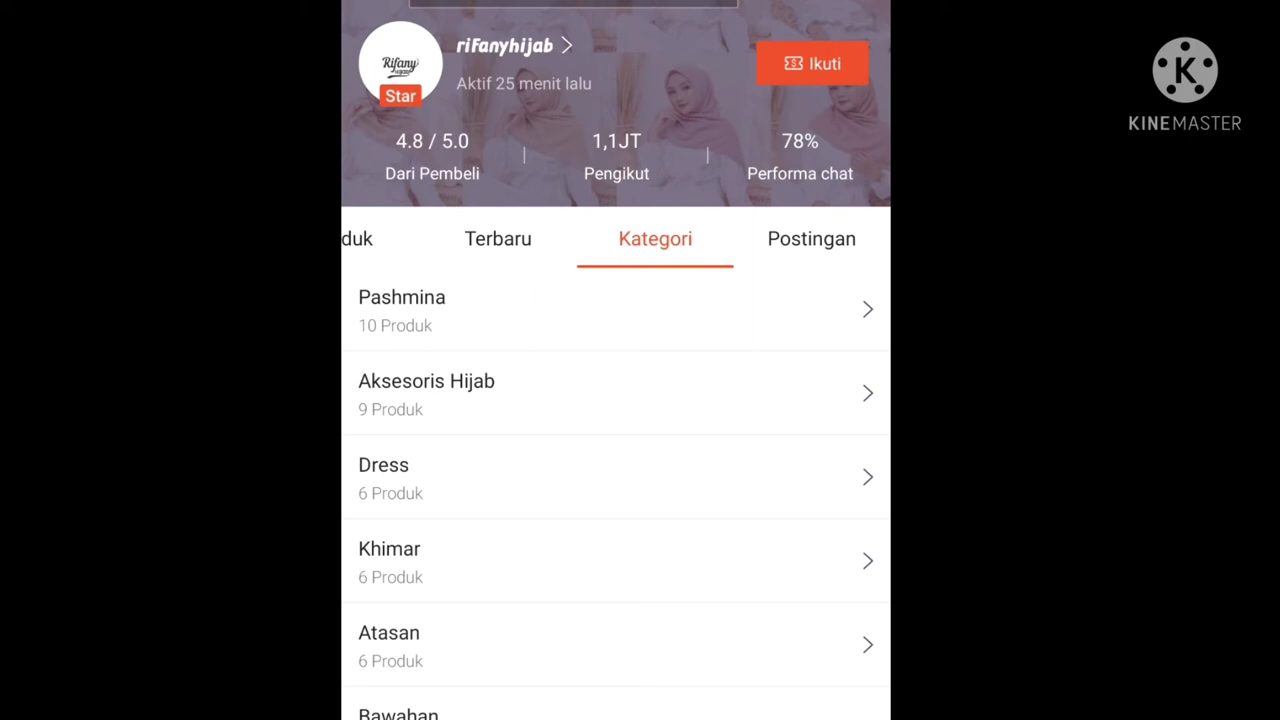 rifanyhijab
Ikuti
Rifany
Aktif 25 menit lalu
Star
4.8 / 5.0
1,1JT
78%
Dari Pembeli
Pengikut
Performa chat
duk
Terbaru
Kategori
Postingan
Pashmina
10 Produk
Aksesoris Hijab
9 Produk
Dress
6 Produk
Khimar
6 Produk
Atasan
6 Produk
Bawahan
K
KINEMASTER